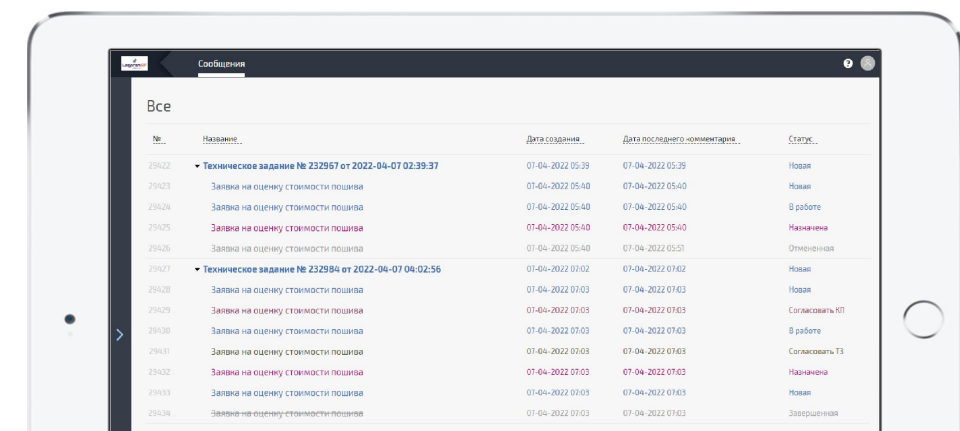 Сообщения
Все
№ Название Дата создания Дата последнего комментария Статус
29422 Техническое задание № 232967 от 2022-04-07 02:39:37 07-04-2022 05:39 07-04-2022 05:39 Новая
29423 Заявка на оценку стоимости пошива 07-04-2022 05:40 07-04-2022 05:40 Новая
29424 Заявка на оценку стоимости пошива 07-04-2022 05:40 07-04-2022 05:40 В работе
29425 Заявка на оценку стоимости пошива 07-04-2022 05:40 07-04-2022 05:40 Назначена
29426 Заявка на оценку стоимости пошива 07-04-2022 05:40 07-04-2022 05:51 Отмененная
29427 Техническое задание № 232984 от 2022-04-07 04:02:56 07-04-2022 07:02 07-04-2022 07:02 Новая
29428 Заявка на оценку стоимости пошива 07-04-2022 07:03 07-04-2022 07:03 Новая
29429 Заявка на оценку стоимости пошива 07-04-2022 07:03 07-04-2022 07:03 Согласовать КП
29430 Заявка на оценку стоимости пошива 07-04-2022 07:03 07-04-2022 07:03 В работе
29431 Заявка на оценку стоимости пошива 07-04-2022 07:03 07-04-2022 07:03 Согласовать ТЗ
29432 Заявка на оценку стоимости пошива 07-04-2022 07:03 07-04-2022 07:03 Назначена
29433 Заявка на оценку стоимости пошива 07-04-2022 07:03 07-04-2022 07:03 Новая
29434 Заявка на оценку стоимости пошива 07-04-2022 07:03 07-04-2022 07:03 Завершенная